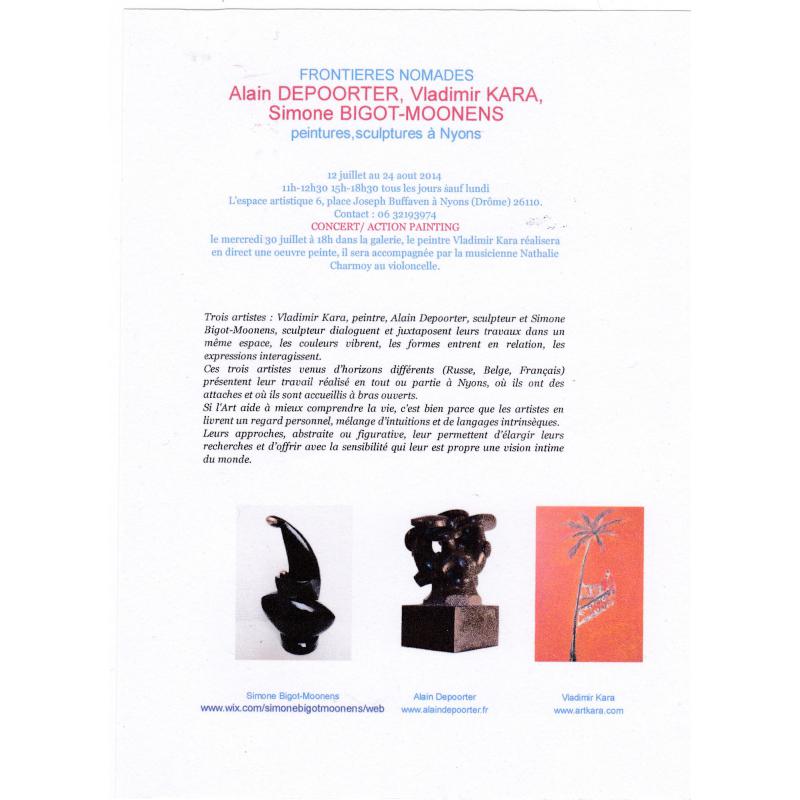 FRONTIERES NOMADES
Alain DEPOORTER, Vladimir KARA,
Simone BIGOT-MOONENS
peintures,sculptures à Nyons
12 juillet au 24 aout 2014
11h-12h30 15h-18h30 tous les jours sauf lundi
L'espace artistique 6, place Joseph Buffaven à Nyons (Drôme) 26110.
Contact : 06 32193974
CONCERT/ ACTION PAINTING
le mercredi 30 juillet à 18h dans la galerie, le peintre Vladimir Kara réalisera
en direct une oeuvre peinte, il sera accompagnée par la musicienne Nathalie
Charmoy au violoncelle.
Trois artistes : Vladimir Kara, peintre, Alain Depoorter, sculpteur et Simone
Bigot-Moonens, sculpteur dialoguent et juxtaposent leurs travaux dans un
même espace, les couleurs vibrent, les formes entrent en relation, les
expressions interagissent.
Ces trois artistes venus d'horizons différents (Russe, Belge, Français)
présentent leur travail réalisé en tout ou partie à Nyons, où ils ont des
attaches et où ils sont accueillis à bras ouverts.
Si l'Art aide à mieux comprendre la vie, c'est bien parce que les artistes en
livrent un regard personnel, mélange d'intuitions et de langages intrinsèques.
Leurs approches, abstraite ou figurative, leur permettent d'élargir leurs
recherches et d'offrir avec la sensibilité qui leur est propre une vision intime
du monde.
Simone Bigot-Moonens
www.wix.com/simonebigotmoonens/web
Alain Depoorter
www.alaindepoorter.fr
Vladimir Kara
www.artkara.com